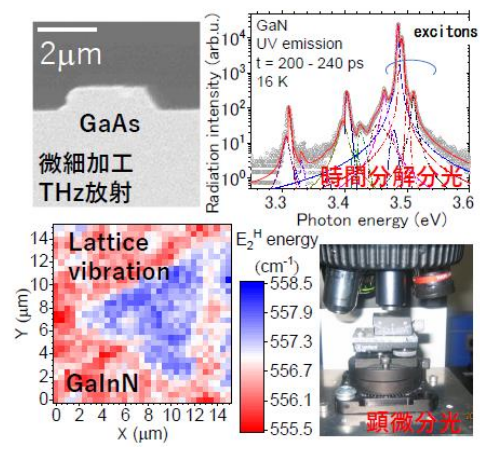 2μm
GaAs
微細加工
THz放射
GaN
UV emission
t = 200 - 240 ps
16 K
excitons
Radiation intensity (arb.u.)
10⁴
10³
10²
10¹
10⁰
時間分解分光
3.3 3.4 3.5 3.6
Photon energy (eV)
Lattice
vibration
GaInN
Y (μm)
14
12
10
8
6
4
2
0
0 2 4 6 8 10 12 14
X (μm)
E₂ᴴ energy
(cm⁻¹)
558.5
557.9
557.3
556.7
556.1
555.5
顕微分光